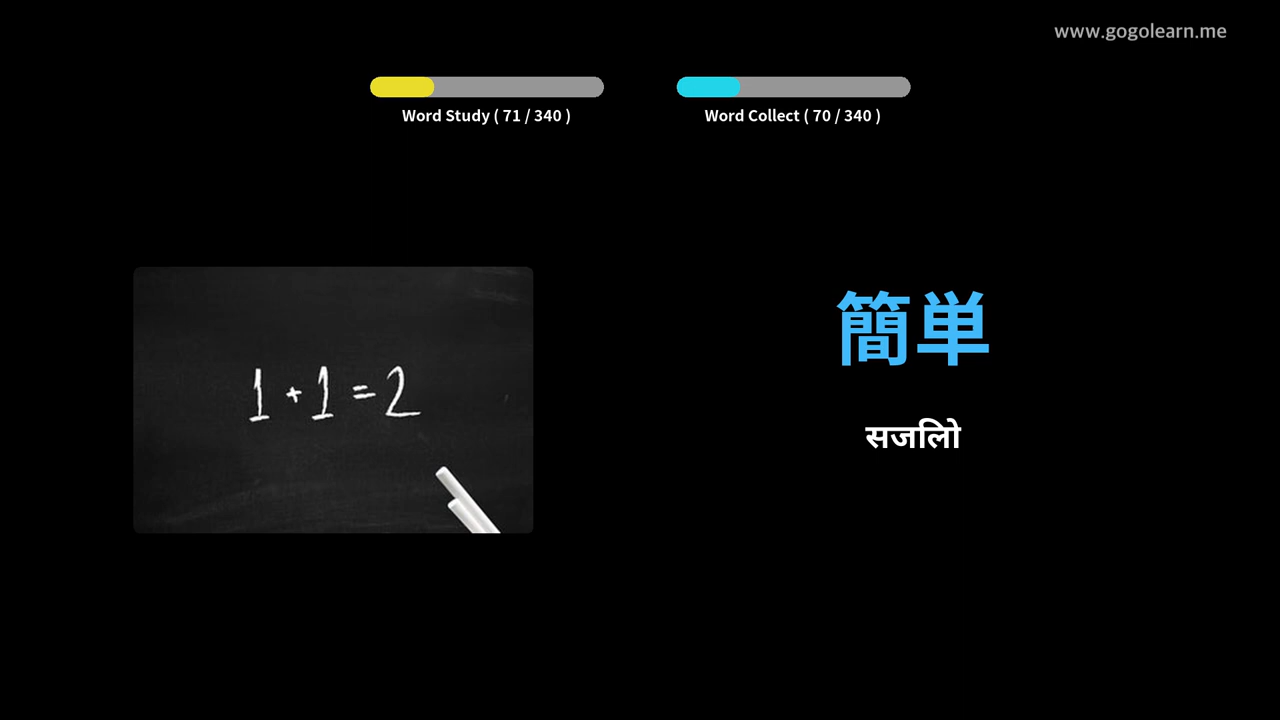 www.gogolearn.me
Word Study ( 71 / 340 )
Word Collect ( 70 / 340 )
簡単
1 + 1 = 2
सजिलो